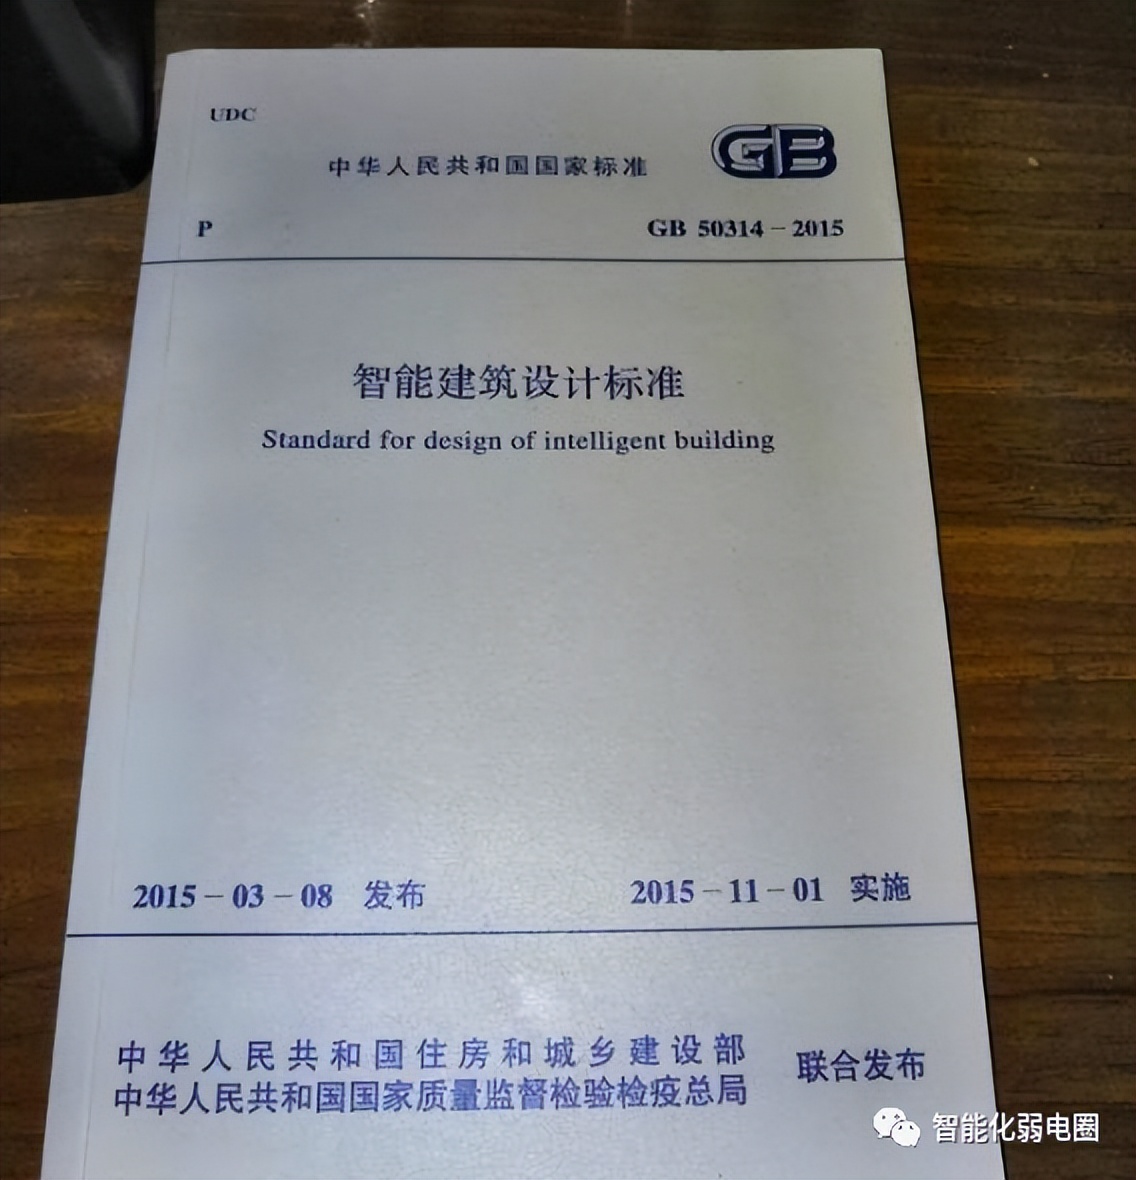 UDC
中华人民共和国国家标准
GB
P
GB 50314-2015
智能建筑设计标准
Standard for design of intelligent building
2015-03-08 发布
2015-11-01 实施
中华人民共和国住房和城乡建设部
中华人民共和国国家质量监督检验检疫总局
联合发布
智能化弱电圈